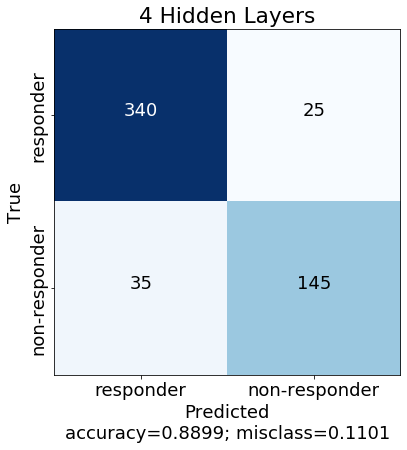 4 Hidden Layers
responder
340
25
True
non-responder
35
145
responder
non-responder
Predicted
accuracy=0.8899; misclass=0.1101